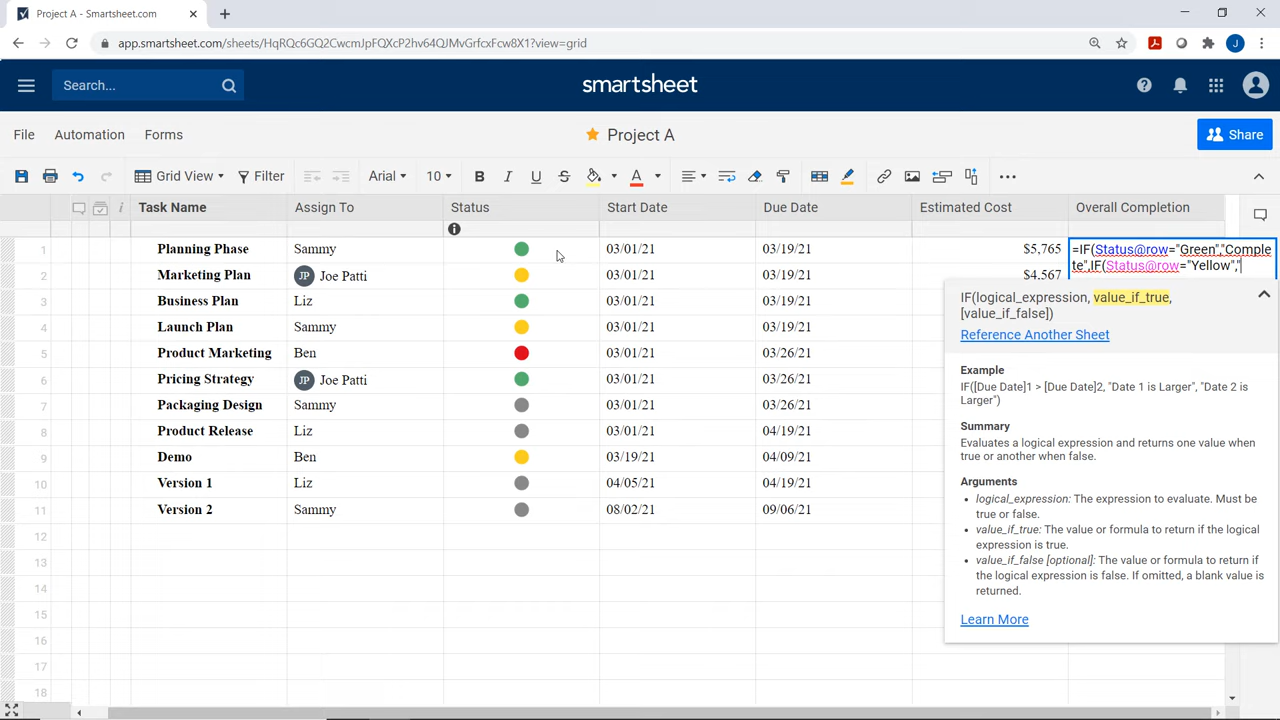 Project A - Smartsheet.com
app.smartsheet.com/sheets/HqRQc6GQ2CwcmJpFQXcP2hv64QJMvGrfcxFcw8X1?view=grid
J
Search...
smartsheet
File Automation Forms
Project A
Share
Grid View Filter Arial 10 B I U S A
Task Name Assign To Status Start Date Due Date Estimated Cost Overall Completion
1 Planning Phase Sammy 03/01/21 03/19/21 $5,765 =IF(Status@row="Green","Comple
te",IF(Status@row="Yellow","
2 Marketing Plan JP Joe Patti 03/01/21 03/19/21 $4,567
3 Business Plan Liz 03/01/21 03/19/21
4 Launch Plan Sammy 03/01/21 03/19/21
5 Product Marketing Ben 03/01/21 03/26/21
6 Pricing Strategy JP Joe Patti 03/01/21 03/26/21
7 Packaging Design Sammy 03/01/21 03/26/21
8 Product Release Liz 03/01/21 04/19/21
9 Demo Ben 03/19/21 04/09/21
10 Version 1 Liz 04/05/21 04/19/21
11 Version 2 Sammy 08/02/21 09/06/21
12
13
14
15
16
17
18
IF(logical_expression, value_if_true,
[value_if_false])
Reference Another Sheet
Example
IF([Due Date]1 > [Due Date]2, "Date 1 is Larger", "Date 2 is
Larger")
Summary
Evaluates a logical expression and returns one value when
true or another when false.
Arguments
• logical_expression: The expression to evaluate. Must be
true or false.
• value_if_true: The value or formula to return if the logical
expression is true.
• value_if_false [optional]: The value or formula to return if
the logical expression is false. If omitted, a blank value is
returned.
Learn More